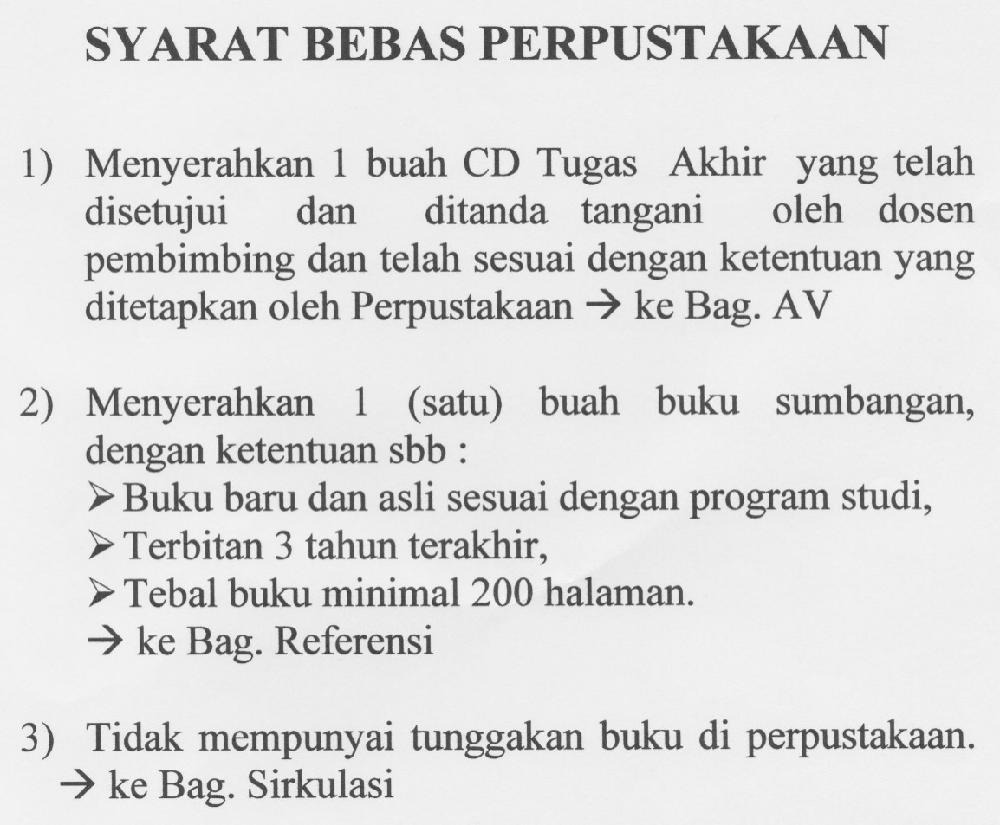 SYARAT BEBAS PERPUSTAKAAN
1) Menyerahkan 1 buah CD Tugas Akhir yang telah
disetujui dan ditanda tangani oleh dosen
pembimbing dan telah sesuai dengan ketentuan yang
ditetapkan oleh Perpustakaan → ke Bag. AV
2) Menyerahkan 1 (satu) buah buku sumbangan,
dengan ketentuan sbb :
➢ Buku baru dan asli sesuai dengan program studi,
➢ Terbitan 3 tahun terakhir,
➢ Tebal buku minimal 200 halaman.
→ ke Bag. Referensi
3) Tidak mempunyai tunggakan buku di perpustakaan.
→ ke Bag. Sirkulasi